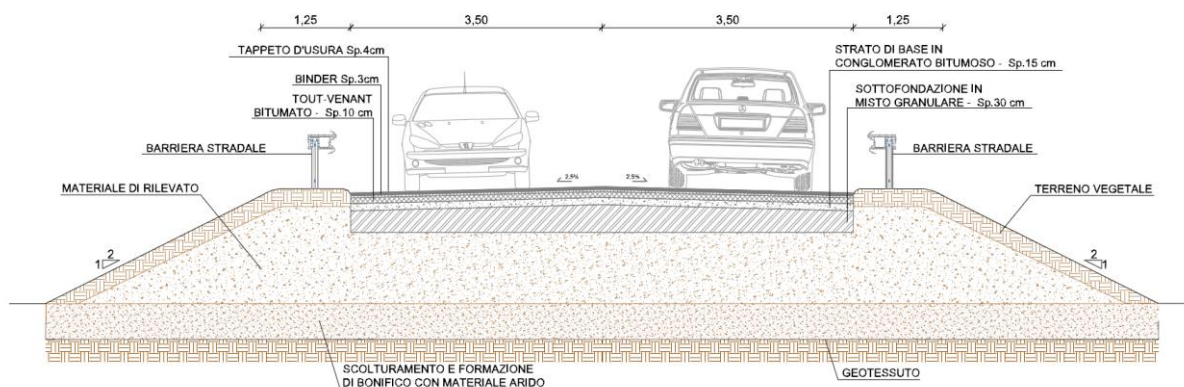 1,25 3,50 3,50 1,25
TAPPETO D'USURA Sp.4cm
BINDER Sp.3cm
TOUT-VENANT
BITUMATO - Sp.10 cm
BARRIERA STRADALE
MATERIALE DI RILEVATO
STRATO DI BASE IN
CONGLOMERATO BITUMOSO - Sp.15 cm
SOTTOFONDAZIONE IN
MISTO GRANULARE - Sp.30 cm
BARRIERA STRADALE
TERRENO VEGETALE
2,5% 2,5%
2
1
2
1
SCOLTURAMENTO E FORMAZIONE
DI BONIFICO CON MATERIALE ARIDO
GEOTESSUTO